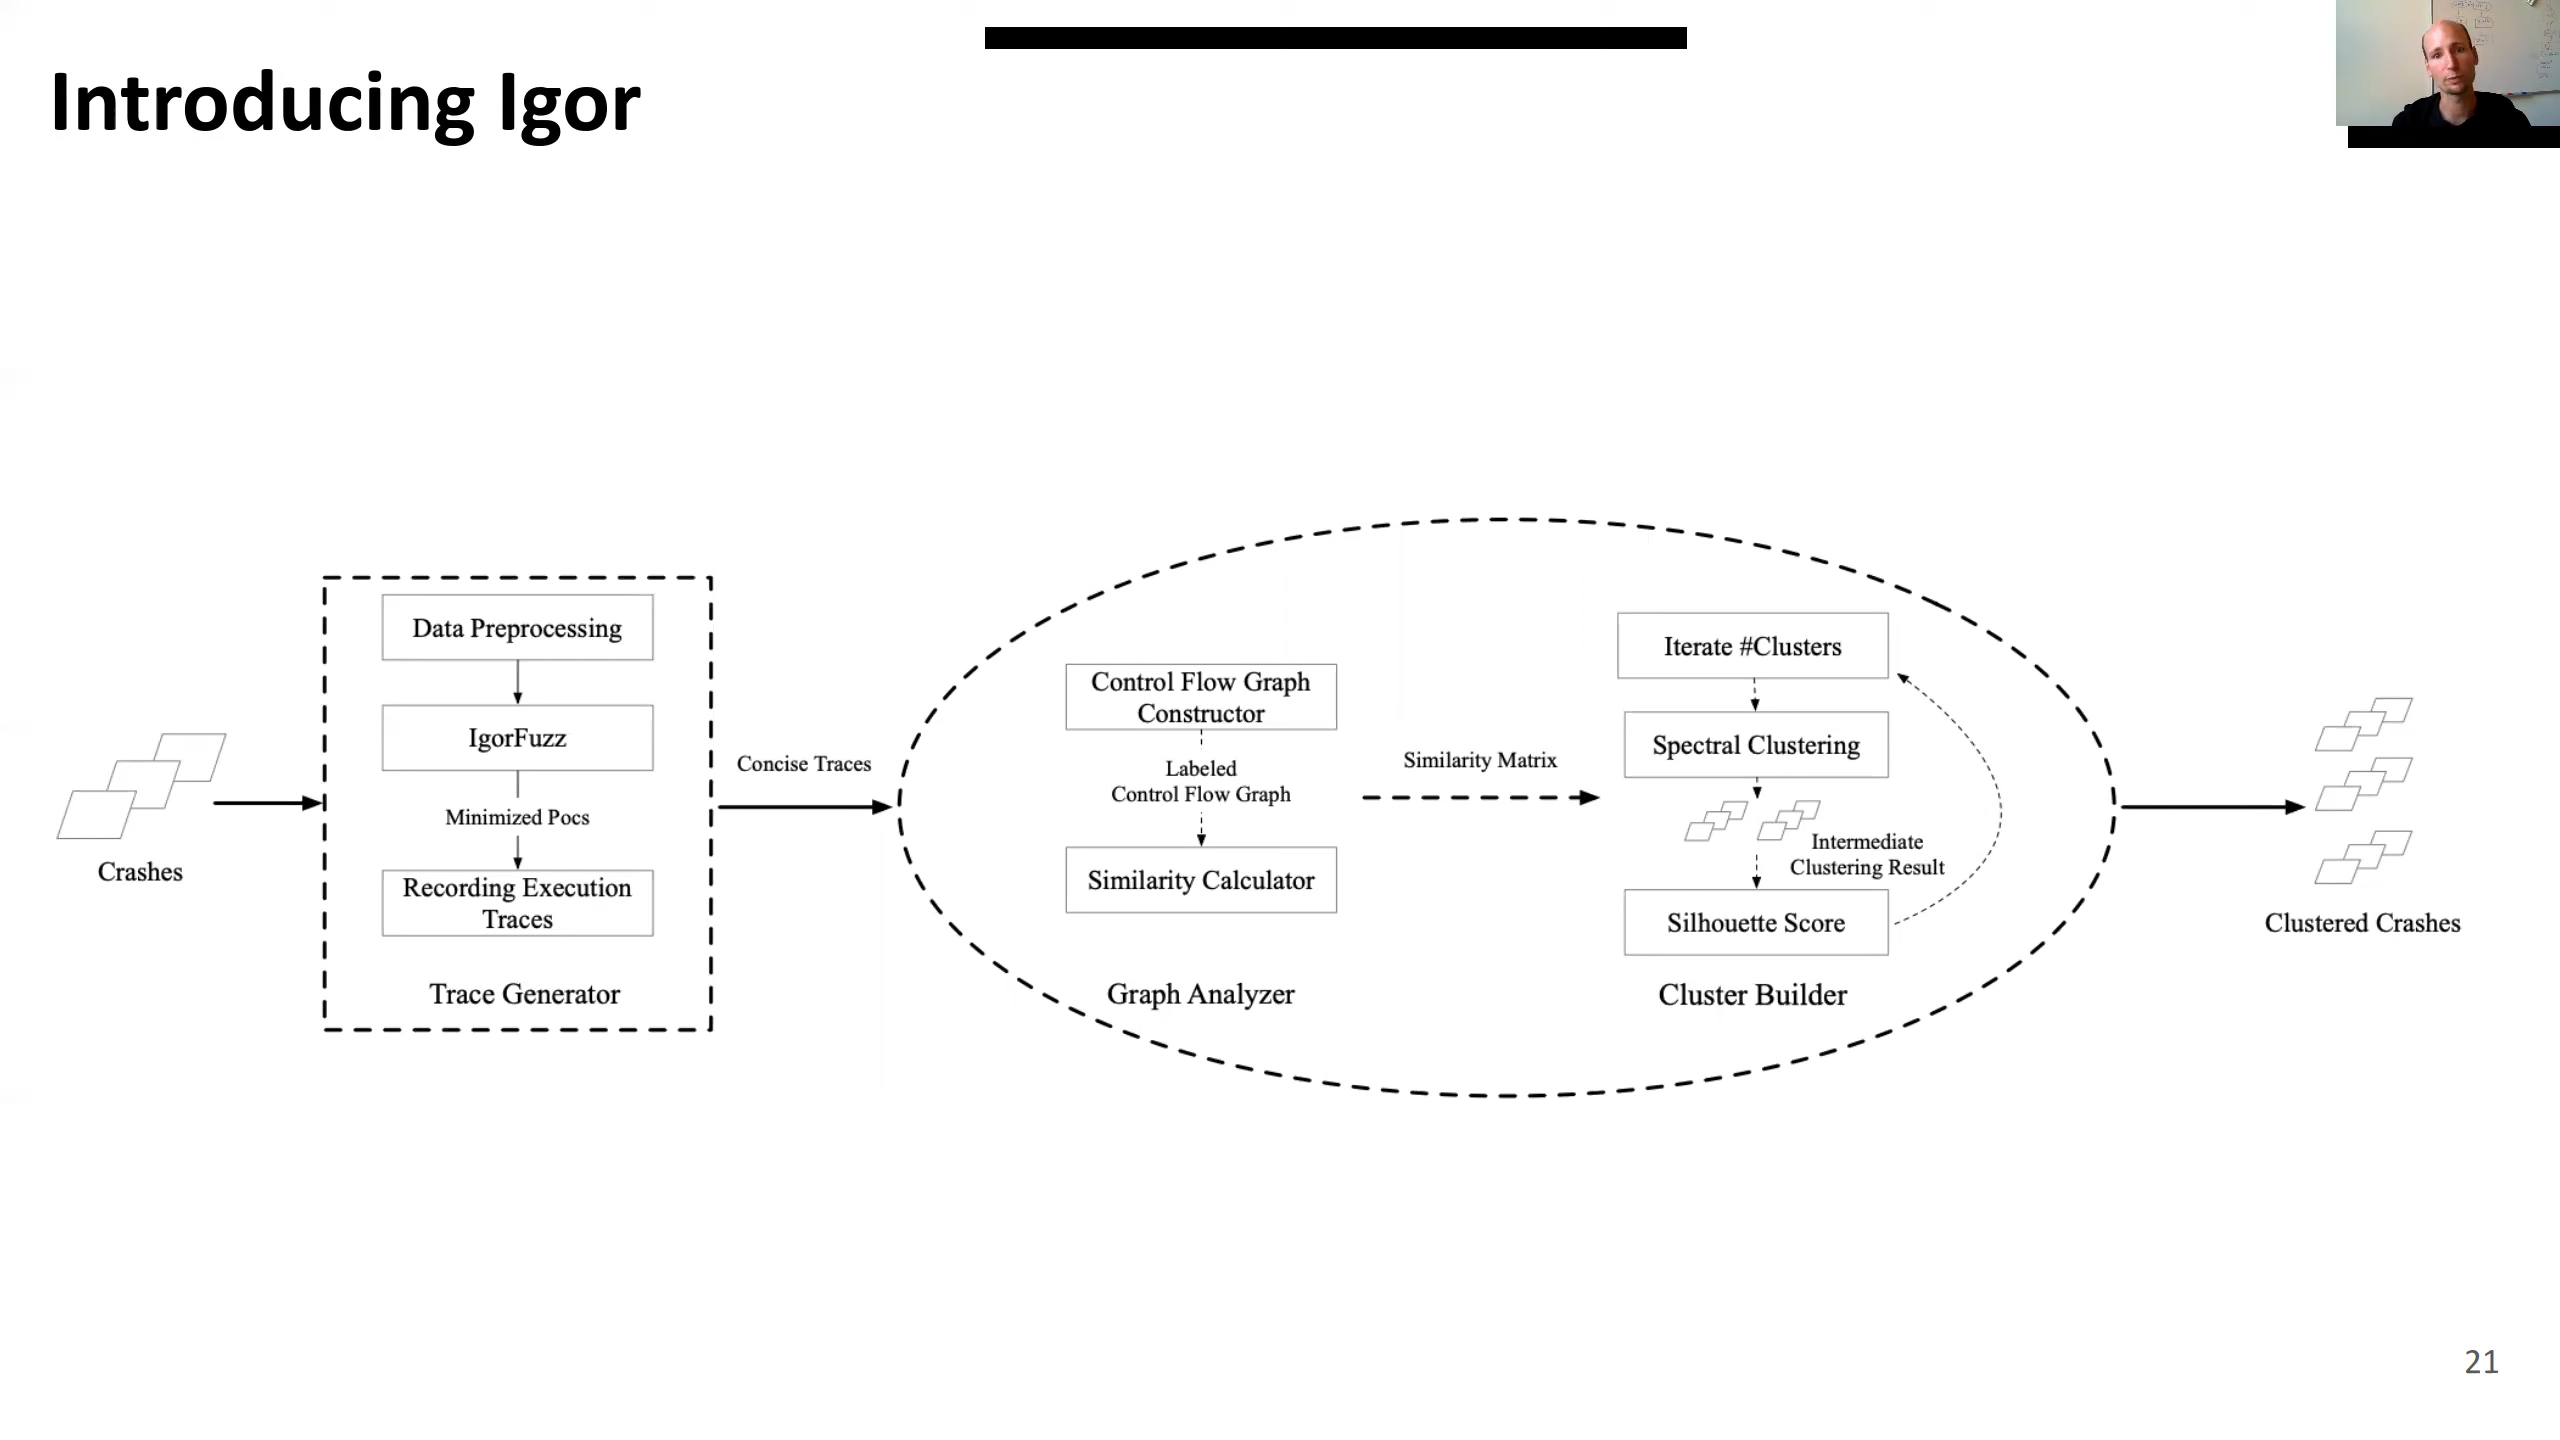 Introducing Igor
Crashes
Data Preprocessing
IgorFuzz
Minimized Pocs
Recording Execution
Traces
Trace Generator
Concise Traces
Control Flow Graph
Constructor
Labeled
Control Flow Graph
Similarity Calculator
Graph Analyzer
Similarity Matrix
Iterate #Clusters
Spectral Clustering
Intermediate
Clustering Result
Silhouette Score
Cluster Builder
Clustered Crashes
21